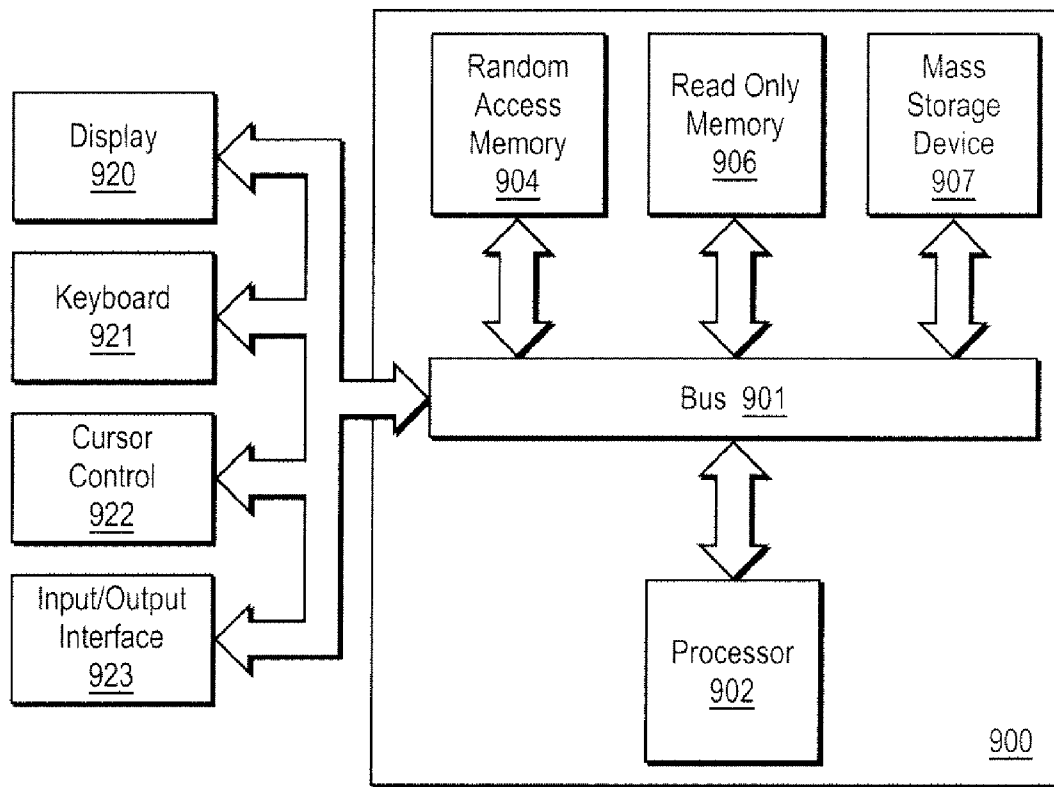 Display
920
Keyboard
921
Cursor
Control
922
Input/Output
Interface
923
Random
Access
Memory
904
Read Only
Memory
906
Mass
Storage
Device
907
Bus 901
Processor
902
900